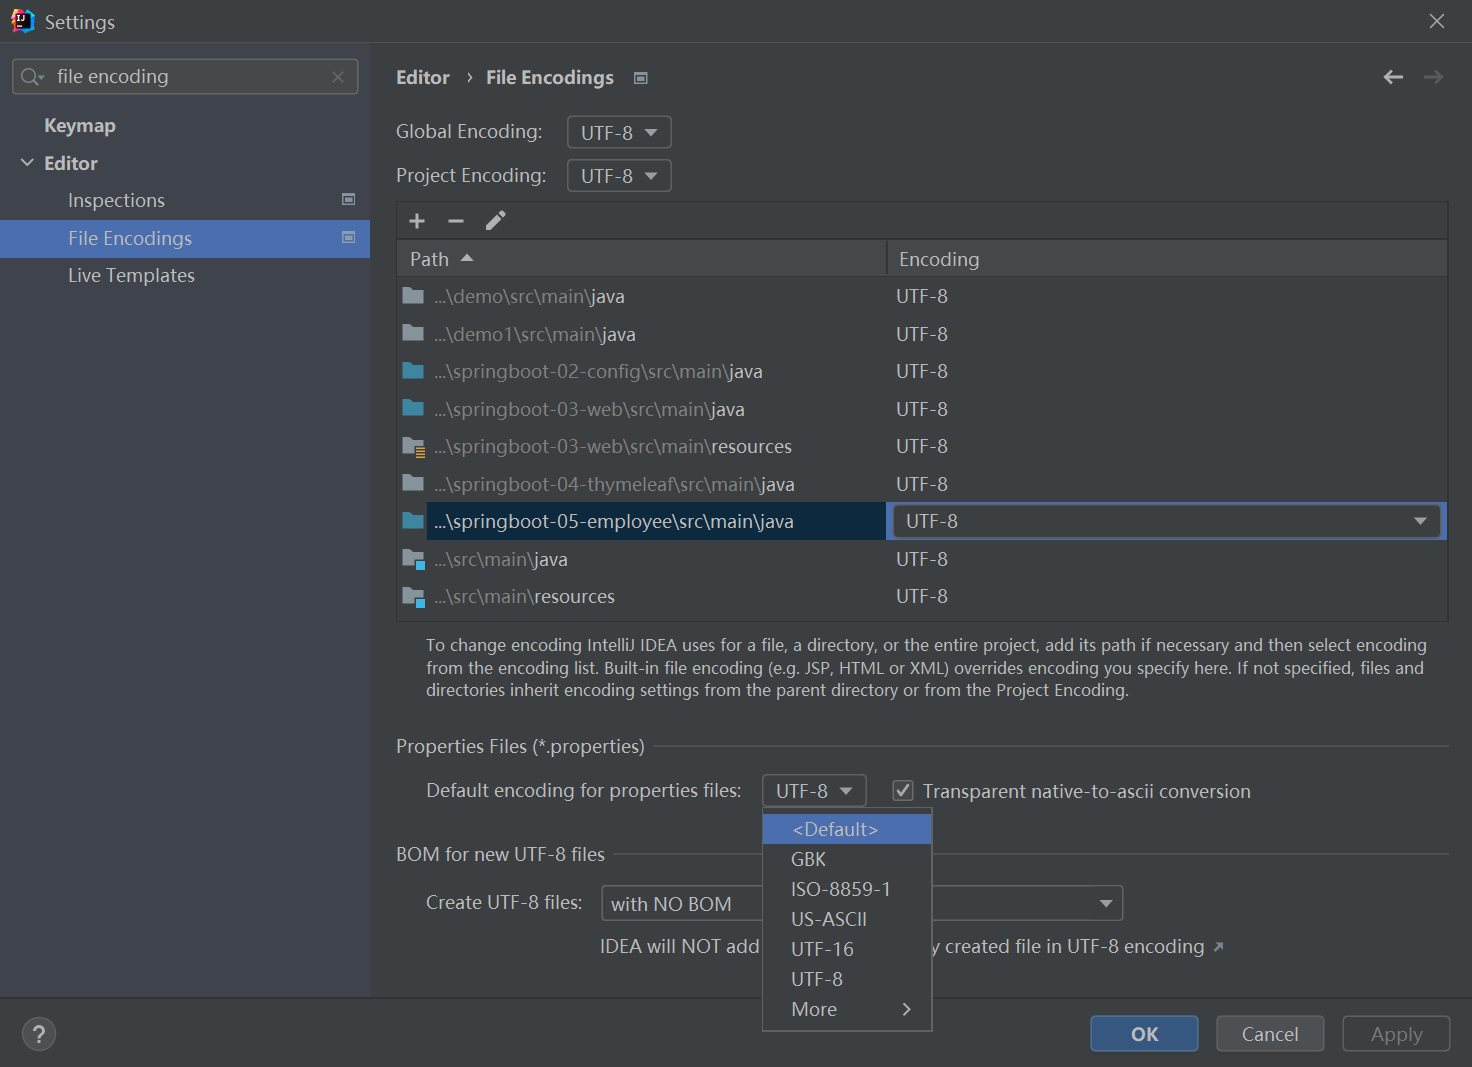 Settings
file encoding
Keymap
Editor
Inspections
File Encodings
Live Templates
Editor › File Encodings
Global Encoding: UTF-8
Project Encoding: UTF-8
Path Encoding
...\demo\src\main\java UTF-8
...\demo1\src\main\java UTF-8
...\springboot-02-config\src\main\java UTF-8
...\springboot-03-web\src\main\java UTF-8
...\springboot-03-web\src\main\resources UTF-8
...\springboot-04-thymeleaf\src\main\java UTF-8
...\springboot-05-employee\src\main\java UTF-8
...\src\main\java UTF-8
...\src\main\resources UTF-8
To change encoding IntelliJ IDEA uses for a file, a directory, or the entire project, add its path if necessary and then select encoding
from the encoding list. Built-in file encoding (e.g. JSP, HTML or XML) overrides encoding you specify here. If not specified, files and
directories inherit encoding settings from the parent directory or from the Project Encoding.
Properties Files (*.properties)
Default encoding for properties files: UTF-8 Transparent native-to-ascii conversion
<Default>
GBK
ISO-8859-1
US-ASCII
UTF-16
UTF-8
More
BOM for new UTF-8 files
Create UTF-8 files: with NO BOM
IDEA will NOT add y created file in UTF-8 encoding ↗
?
OK Cancel Apply